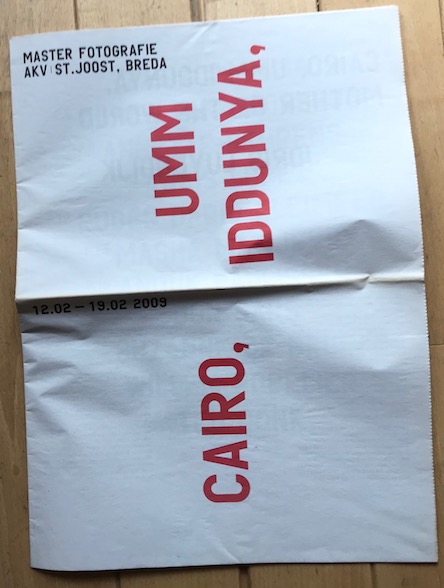 MASTER FOTOGRAFIE
AKV|ST.JOOST, BREDA
12.02 – 19.02 2009
CAIRO,
UMM
IDDUNYA,